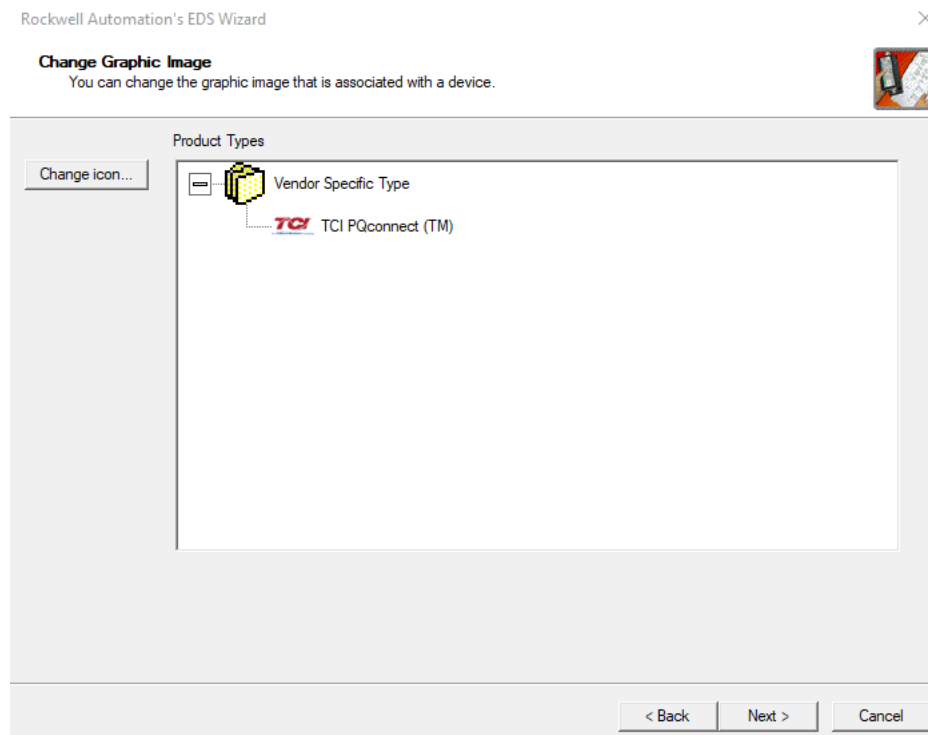 Rockwell Automation's EDS Wizard
Change Graphic Image
You can change the graphic image that is associated with a device.
Product Types
Change icon...
Vendor Specific Type
TCI TCI PQconnect (TM)
< Back Next > Cancel